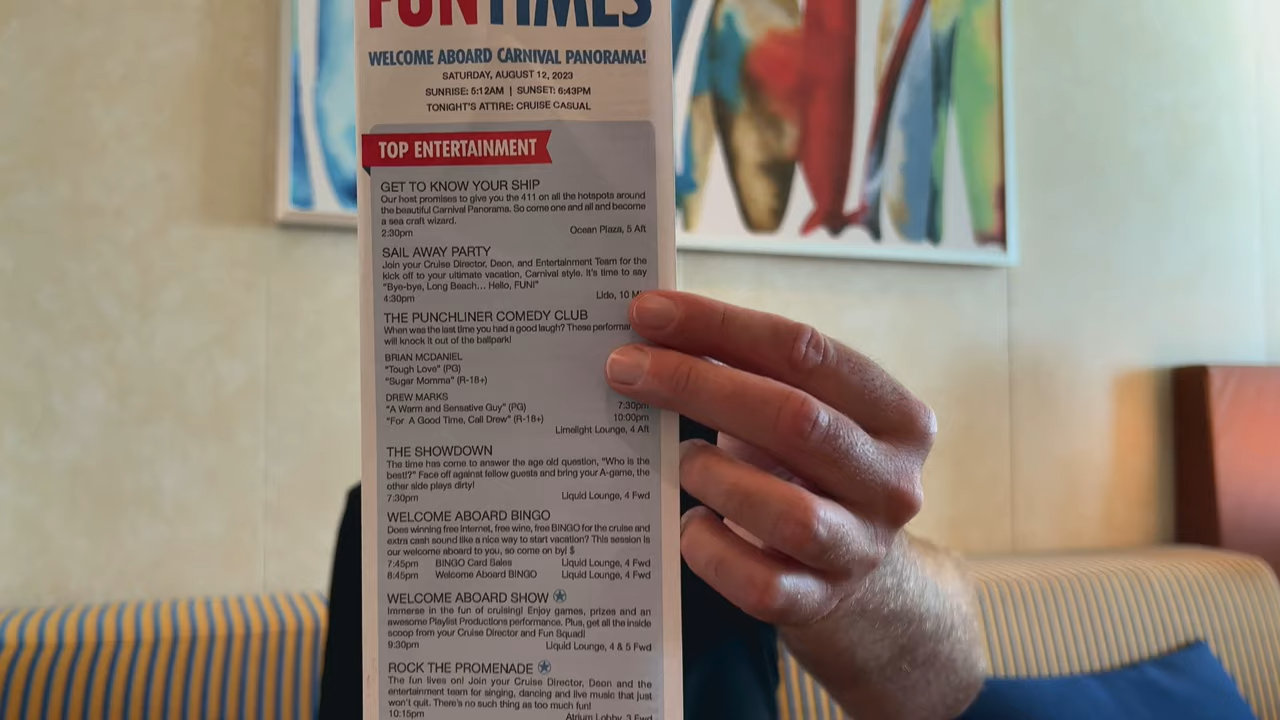 FUNTIMES
WELCOME ABOARD CARNIVAL PANORAMA!
SATURDAY, AUGUST 12, 2023
SUNRISE: 5:12AM | SUNSET: 6:43PM
TONIGHT'S ATTIRE: CRUISE CASUAL
TOP ENTERTAINMENT
GET TO KNOW YOUR SHIP
Our host promises to give you the 411 on all the hotspots around
the beautiful Carnival Panorama. So come one and all and become
a sea craft wizard.
2:30pm Ocean Plaza, 5 Aft
SAIL AWAY PARTY
Join your Cruise Director, Deon, and Entertainment Team for the
kick off to your ultimate vacation, Carnival style. It's time to say
"Bye-bye, Long Beach... Hello, FUN!"
4:30pm Lido, 10
THE PUNCHLINER COMEDY CLUB
When was the last time you had a good laugh? These
will knock it out of the ballpark!
BRIAN MCDANIEL
"Tough Love" (PG)
"Sugar Momma" (R-18+)
DREW MARKS
"A Warm and Sensative Guy" (PG) 7:30pm
"For A Good Time, Call Drew" (R-18+) 10:00pm
Limelight Lounge, 4 Aft
THE SHOWDOWN
The time has come to answer the age old question, "Who is the
best!?" Face off against fellow guests and bring your A-game, the
other side plays dirty!
7:30pm Liquid Lounge, 4 Fwd
WELCOME ABOARD BINGO
Does winning free internet, free wine, free BINGO for the cruise and
extra cash sound like a nice way to start vacation? This session is
our welcome aboard to you, so come on by! $
7:45pm BINGO Card Sales Liquid Lounge, 4 Fwd
8:45pm Welcome Aboard BINGO Liquid Lounge, 4 Fwd
WELCOME ABOARD SHOW
Immerse in the fun of cruising! Enjoy games, prizes and an
awesome Playlist Productions performance. Plus, get all the inside
scoop from your Cruise Director and Fun Squad!
9:30pm Liquid Lounge, 4 & 5 Fwd
ROCK THE PROMENADE
The fun lives on! Join your Cruise Director, Deon and the
entertainment team for singing, dancing and live music that just
won't quit. There's no such thing as too much fun!
10:15pm Atrium Lobby, 3 Fwd